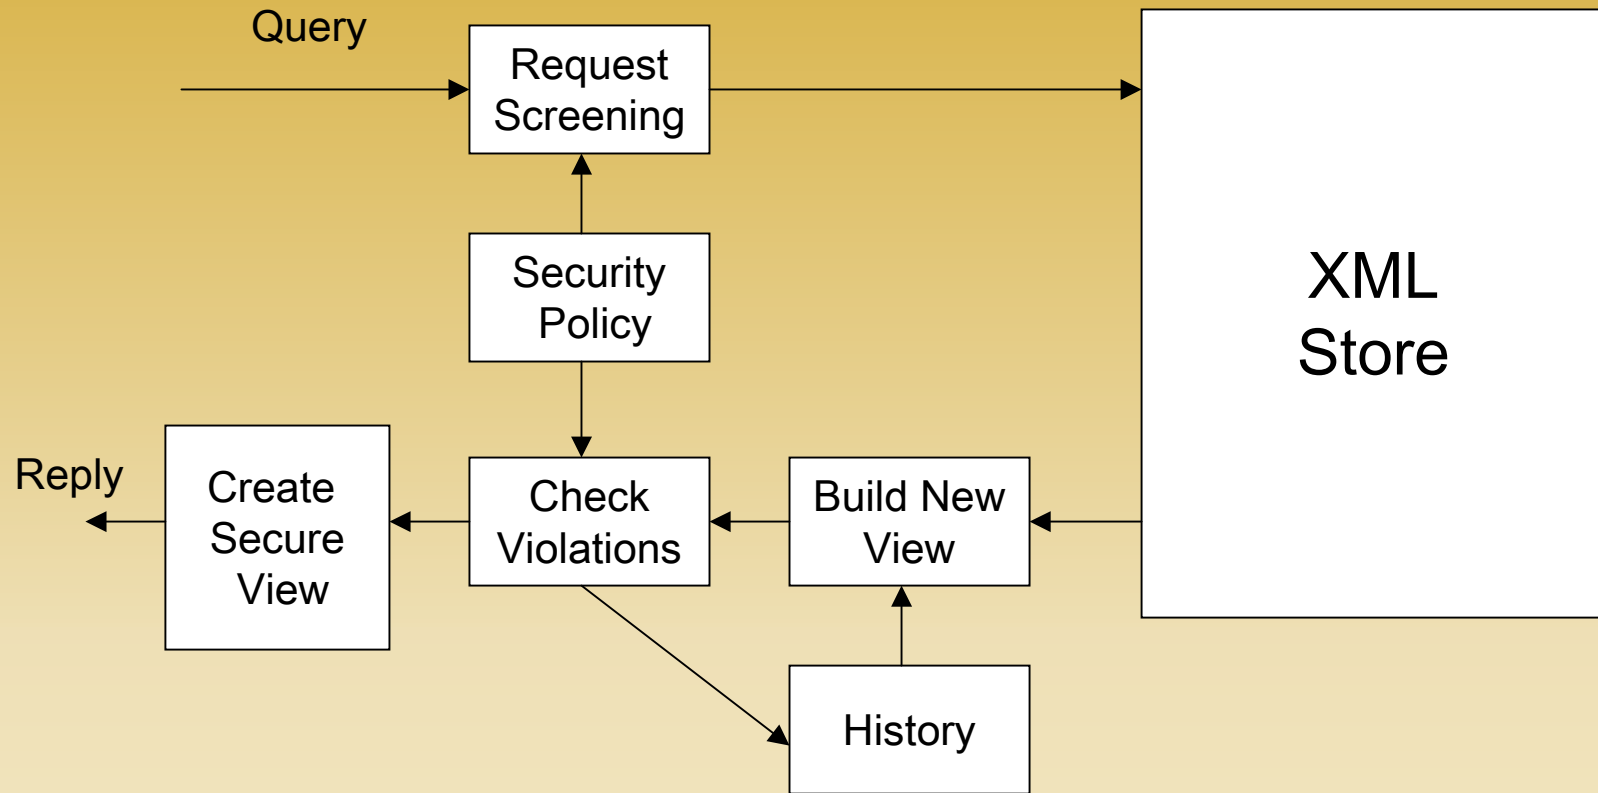 Query
Request
Screening
Security
Policy
XML
Store
Reply
Create
Secure
View
Check
Violations
Build New
View
History